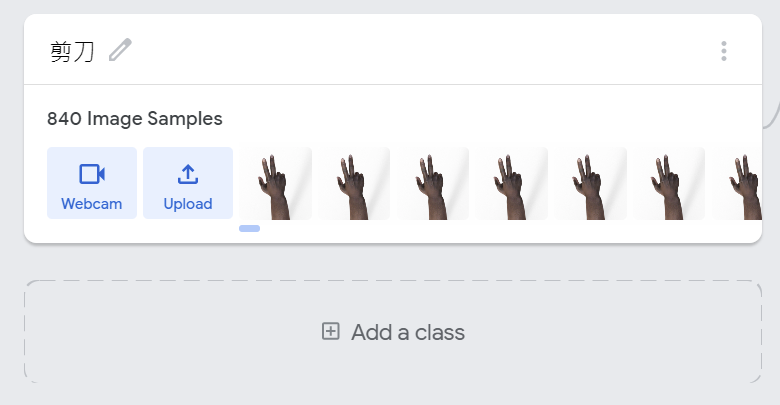 剪刀
840 Image Samples
Webcam
Upload
Add a class